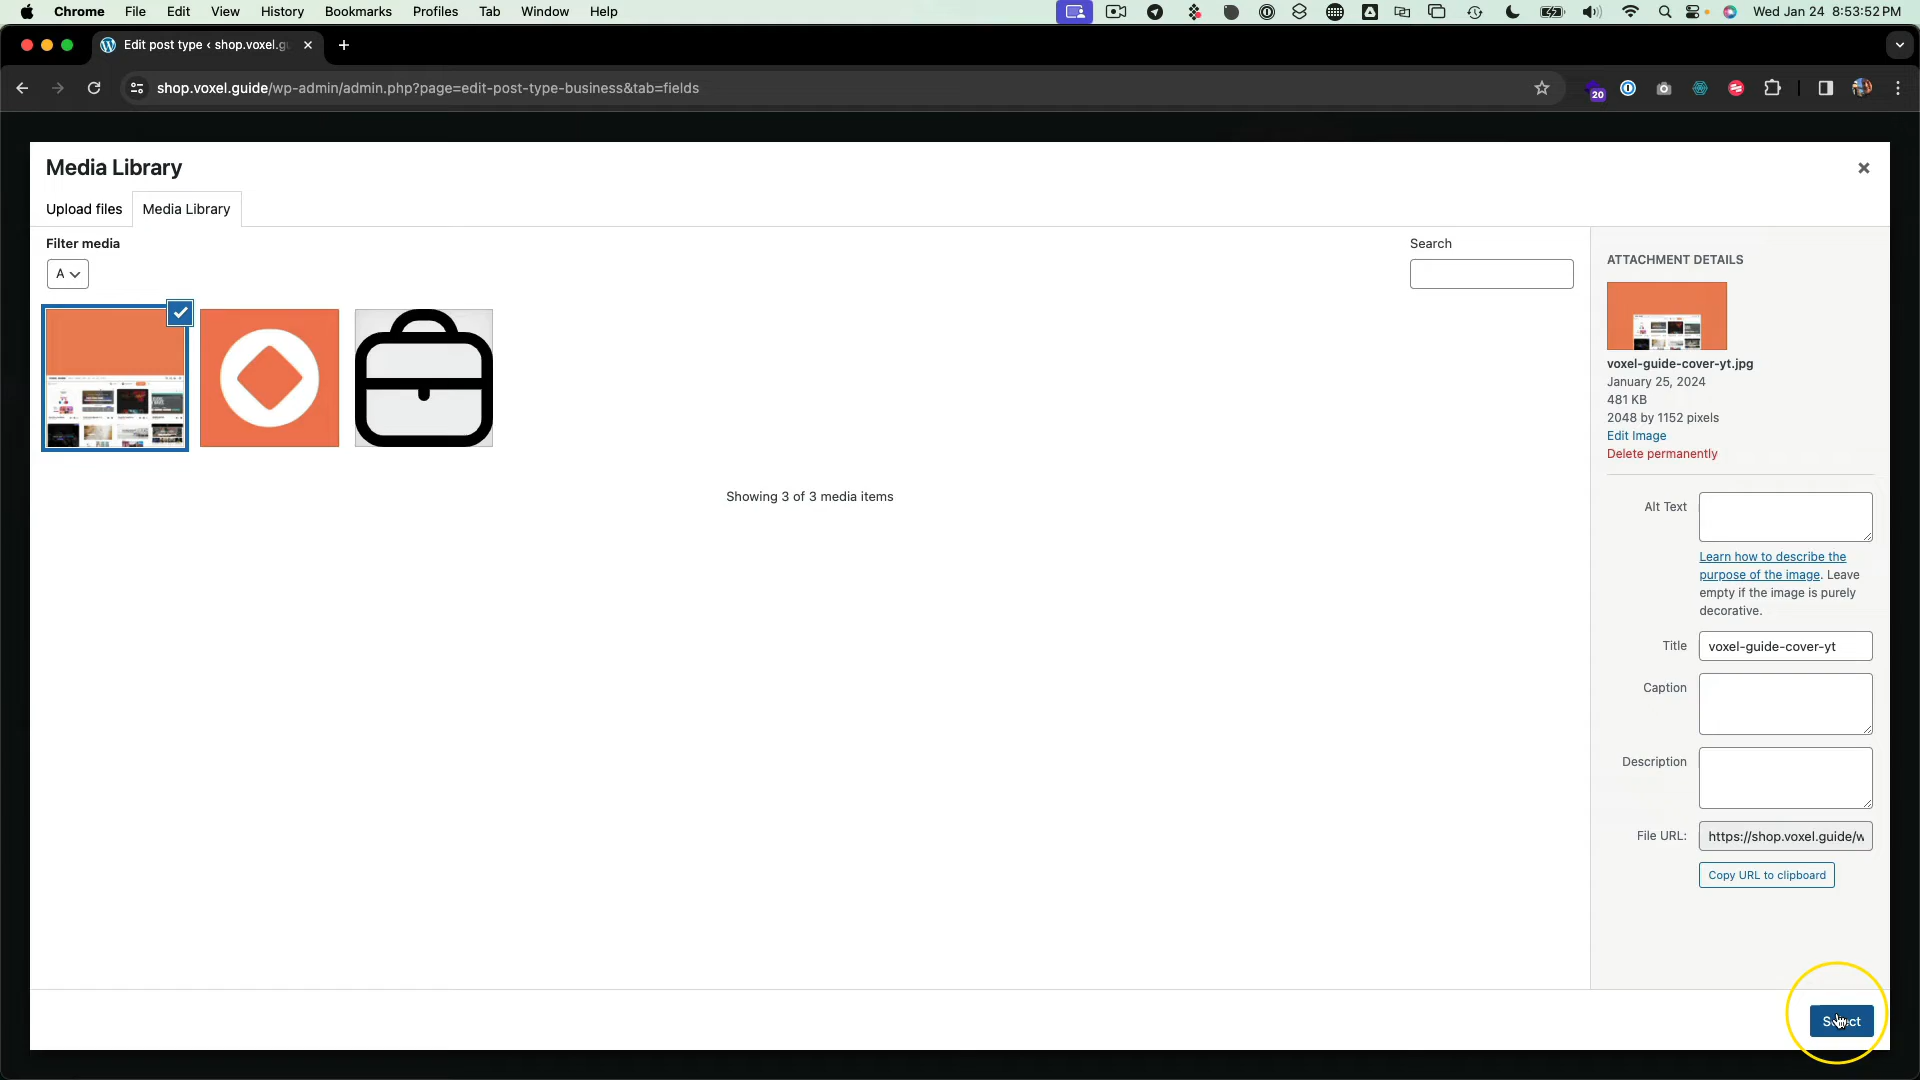 Chrome File Edit View History Bookmarks Profiles Tab Window Help
Wed Jan 24 8:53:52 PM
Edit post type ‹ shop.voxel.gu
shop.voxel.guide/wp-admin/admin.php?page=edit-post-type-business&tab=fields
20
Media Library
Upload files
Media Library
Filter media
Search
A
Showing 3 of 3 media items
ATTACHMENT DETAILS
voxel-guide-cover-yt.jpg
January 25, 2024
481 KB
2048 by 1152 pixels
Edit Image
Delete permanently
Alt Text
Learn how to describe the
purpose of the image. Leave
empty if the image is purely
decorative.
Title
voxel-guide-cover-yt
Caption
Description
File URL:
https://shop.voxel.guide/w
Copy URL to clipboard
Select